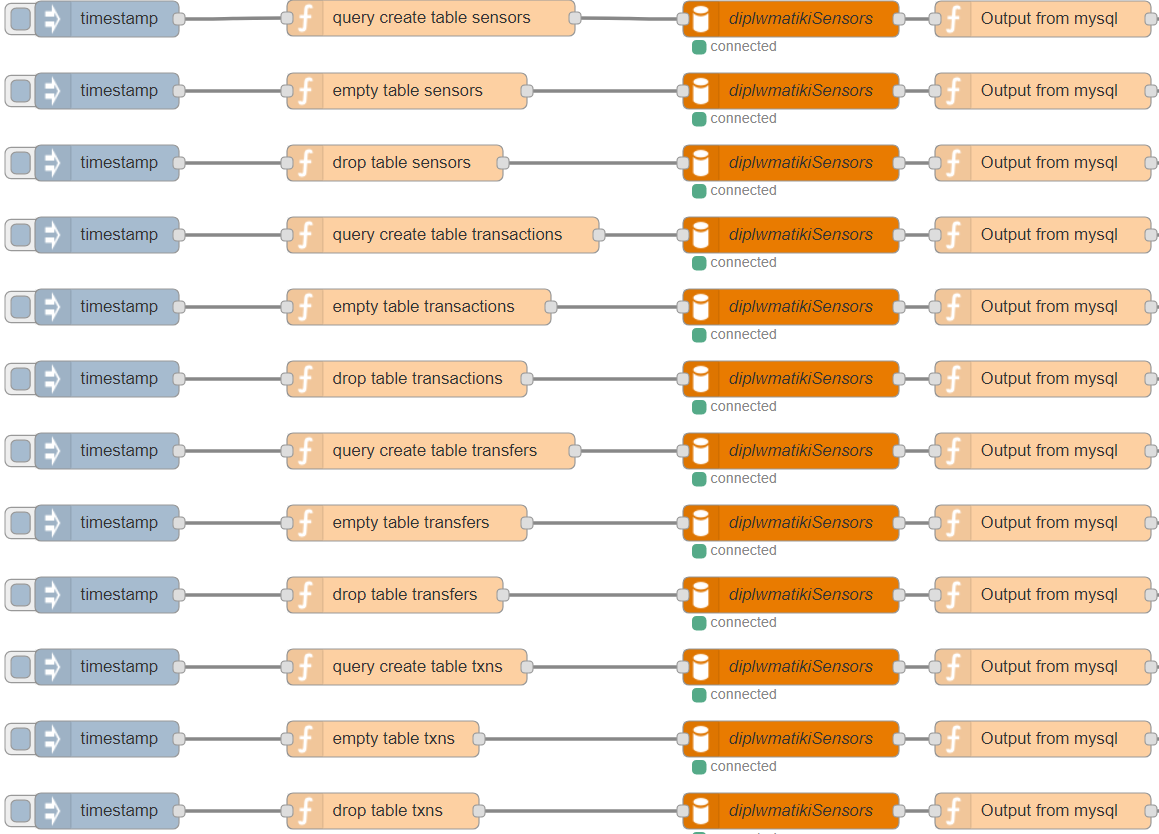 timestamp query create table sensors diplwmatikiSensors Output from mysql
connected
timestamp empty table sensors diplwmatikiSensors Output from mysql
connected
timestamp drop table sensors diplwmatikiSensors Output from mysql
connected
timestamp query create table transactions diplwmatikiSensors Output from mysql
connected
timestamp empty table transactions diplwmatikiSensors Output from mysql
connected
timestamp drop table transactions diplwmatikiSensors Output from mysql
connected
timestamp query create table transfers diplwmatikiSensors Output from mysql
connected
timestamp empty table transfers diplwmatikiSensors Output from mysql
connected
timestamp drop table transfers diplwmatikiSensors Output from mysql
connected
timestamp query create table txns diplwmatikiSensors Output from mysql
connected
timestamp empty table txns diplwmatikiSensors Output from mysql
connected
timestamp drop table txns diplwmatikiSensors Output from mysql